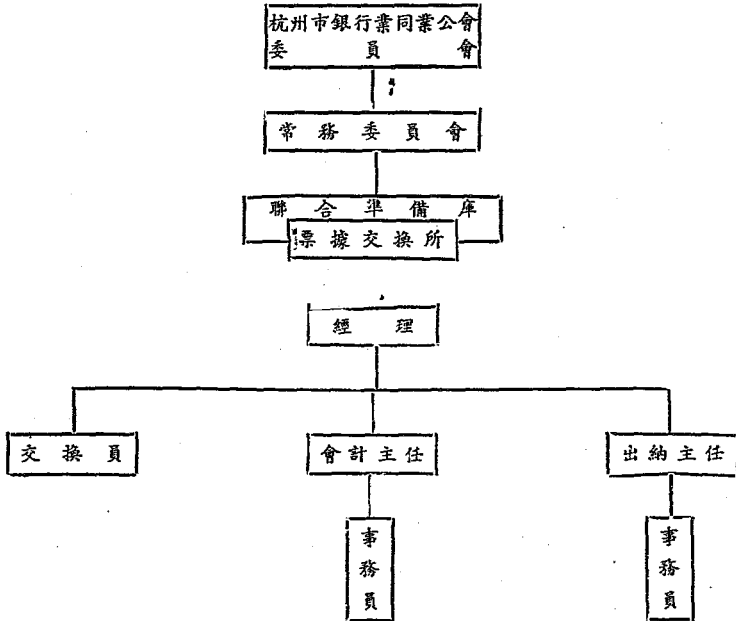 杭州市銀行業同業公會
委員會
常務委員會
聯合準備庫
票據交換所
經理
交換員
會計主任
出納主任
事務員
事務員